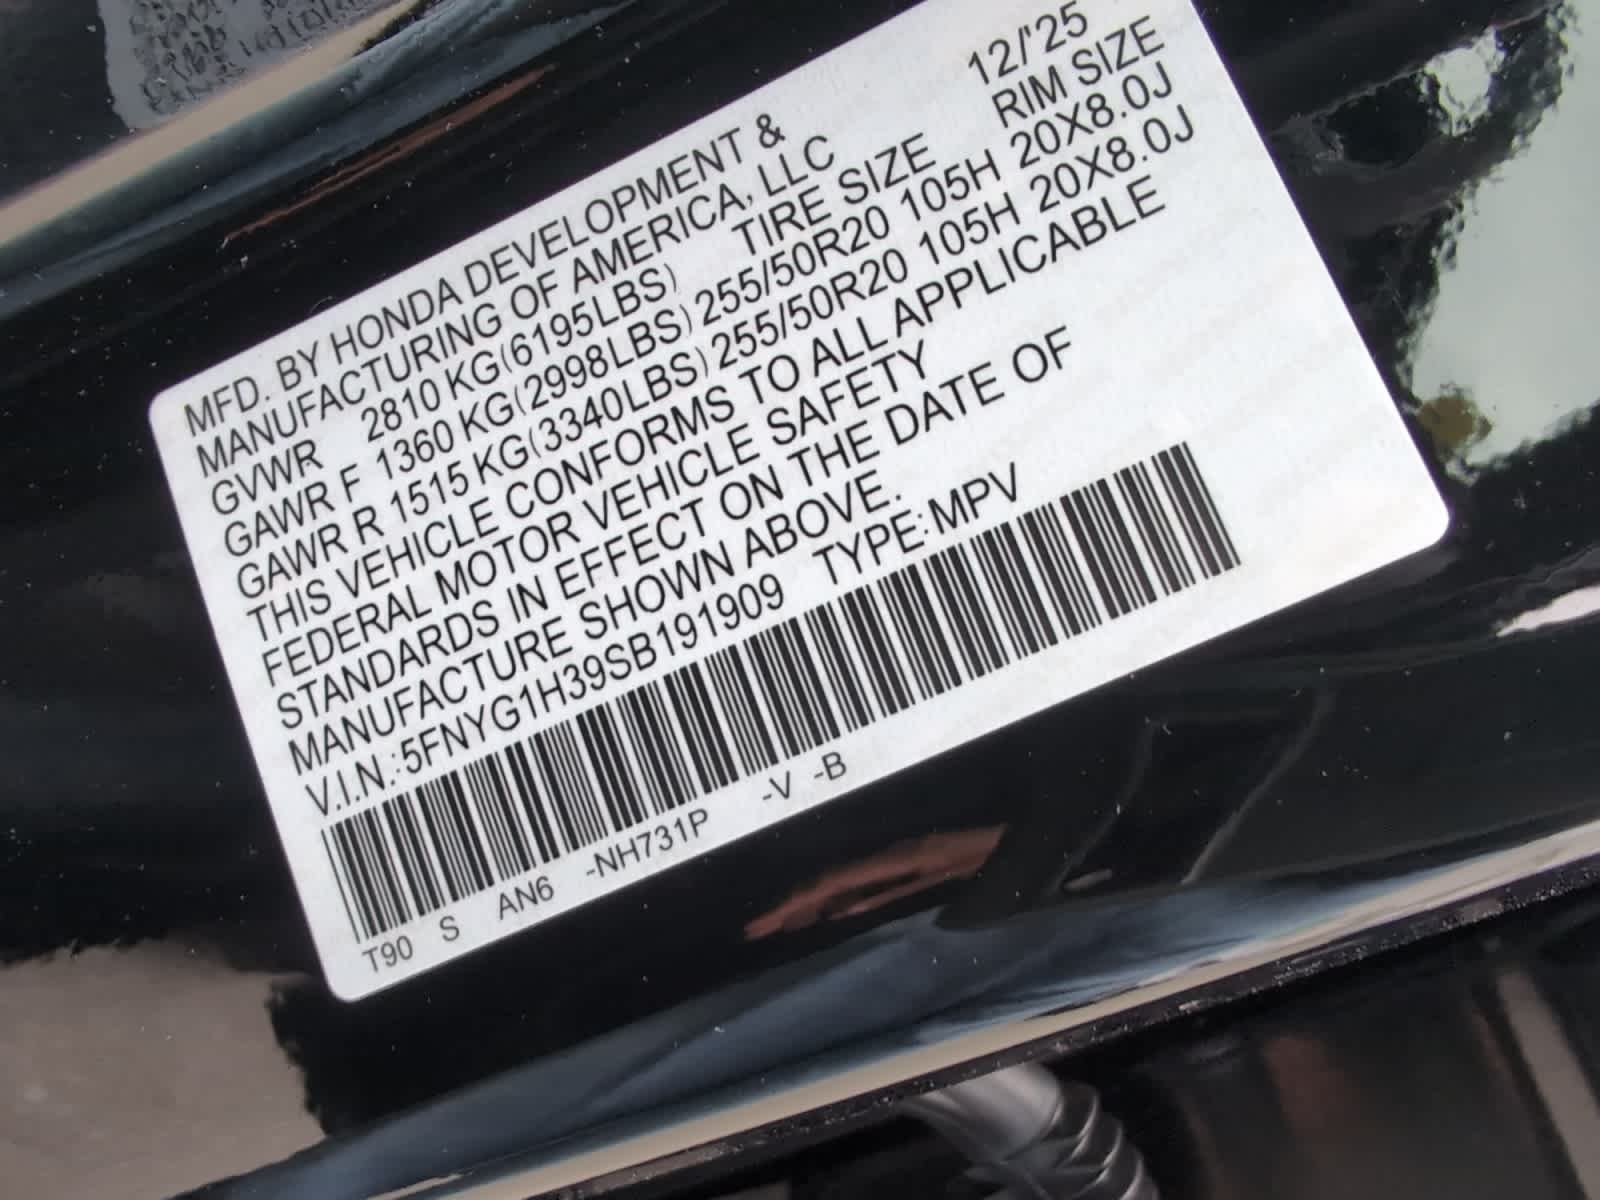 MFD. BY HONDA DEVELOPMENT & 12/'25
MANUFACTURING OF AMERICA, LLC
GVWR 2810 KG(6195LBS) TIRE SIZE RIM SIZE
GAWR F 1360 KG(2998LBS) 255/50R20 105H 20X8.0J
GAWR R 1515 KG(3340LBS) 255/50R20 105H 20X8.0J
THIS VEHICLE CONFORMS TO ALL APPLICABLE
FEDERAL MOTOR VEHICLE SAFETY
STANDARDS IN EFFECT ON THE DATE OF
MANUFACTURE SHOWN ABOVE.
V.I.N.:5FNYG1H39SB191909 TYPE:MPV
T90 S AN6 -NH731P -V -B